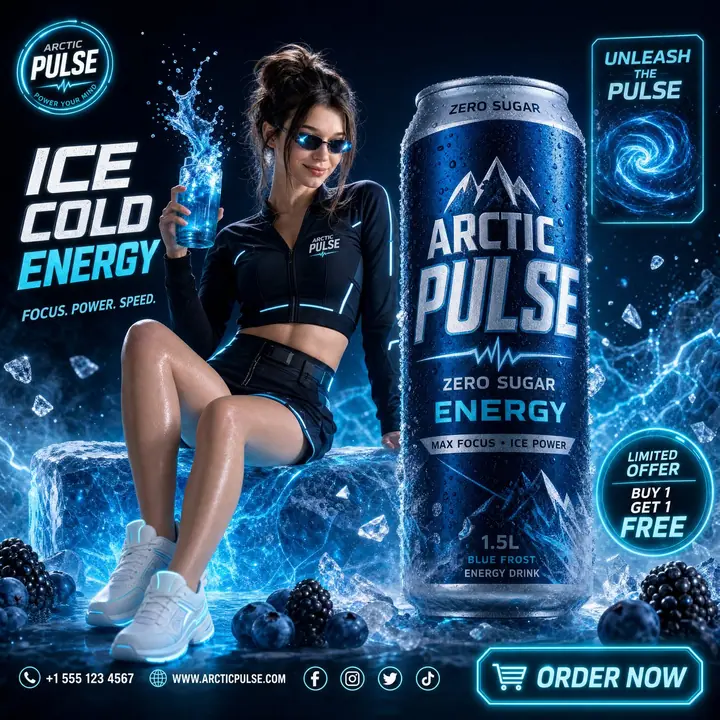 ARCTIC
PULSE
POWER YOUR MIND
UNLEASH
THE
PULSE
ICE
COLD
ENERGY
FOCUS. POWER. SPEED.
ARCTIC
PULSE
ZERO SUGAR
ARCTIC
PULSE
ZERO SUGAR
ENERGY
MAX FOCUS • ICE POWER
1.5L
BLUE FROST
ENERGY DRINK
LIMITED
OFFER
BUY 1
GET 1
FREE
+1 555 123 4567
WWW.ARCTICPULSE.COM
ORDER NOW